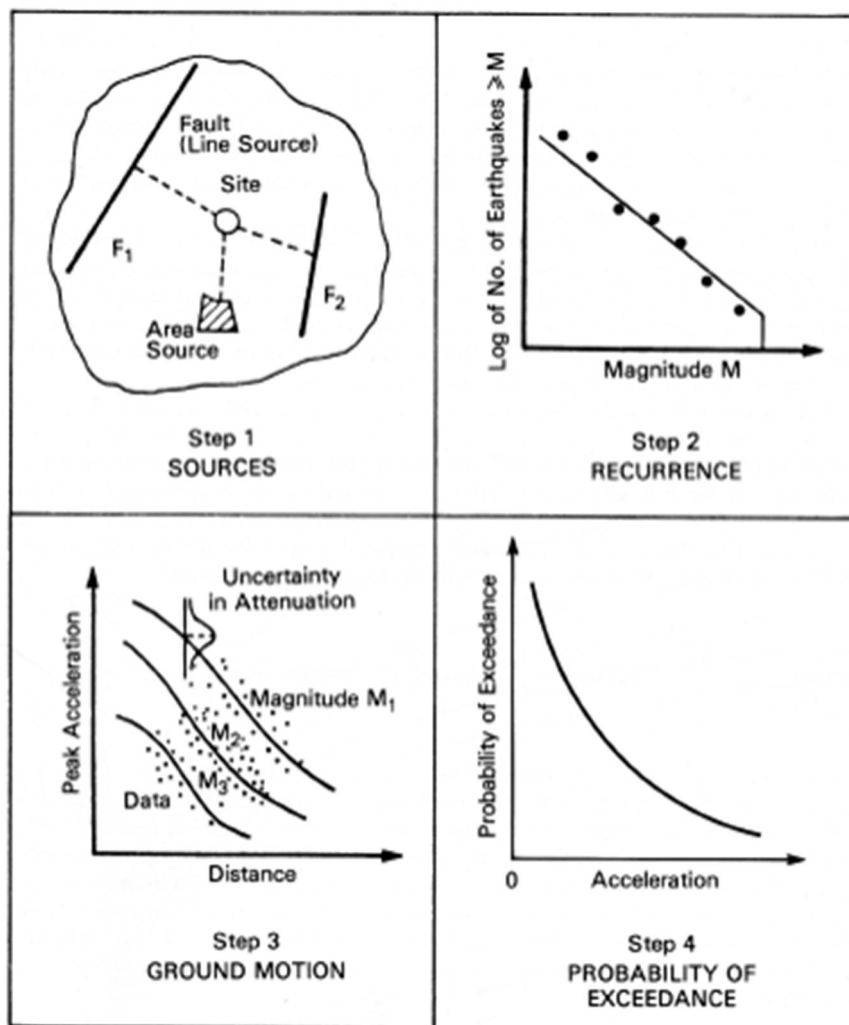 Fault
(Line Source)
Site
F1
F2
Area
Source
Step 1
SOURCES
Log of No. of Earthquakes ⩾ M
Magnitude M
Step 2
RECURRENCE
Uncertainty
in Attenuation
Peak Acceleration
Magnitude M1
M2
M3
Data
Distance
Step 3
GROUND MOTION
Probability of Exceedance
0
Acceleration
Step 4
PROBABILITY OF
EXCEEDANCE